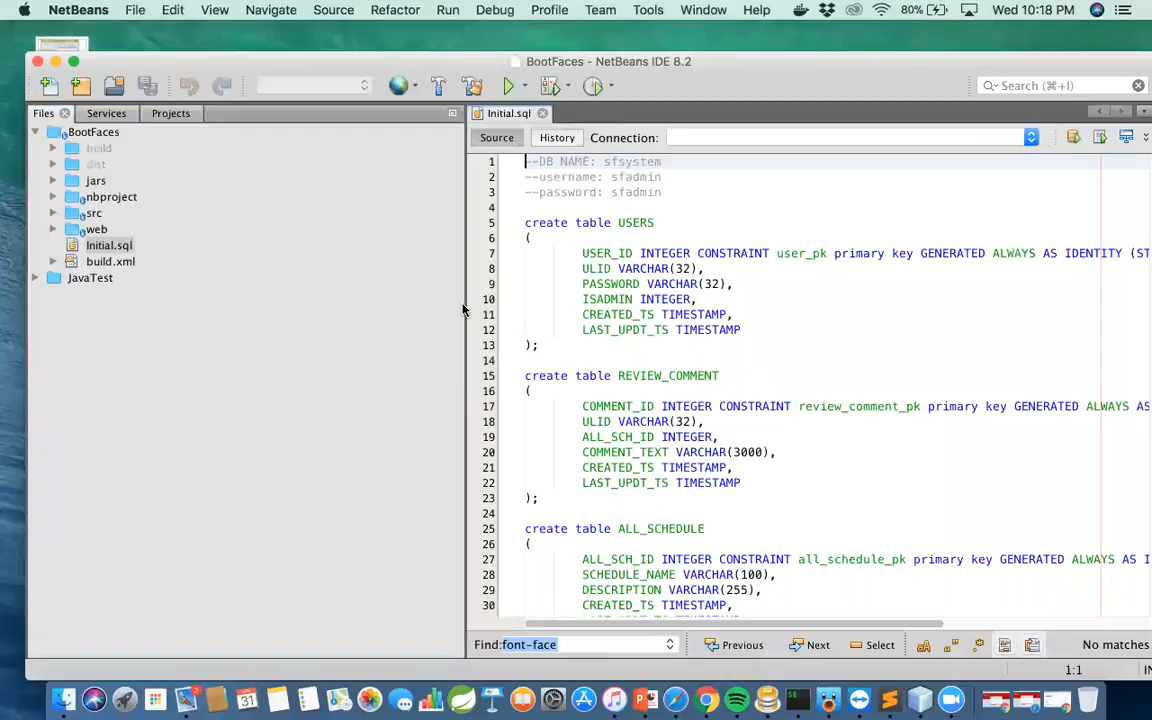 NetBeans File Edit View Navigate Source Refactor Run Debug Profile Team Tools Window Help 80% Wed 10:18 PM
BootFaces - NetBeans IDE 8.2
Search (⌘+I)
Files Services Projects
Initial.sql
Source History Connection:
BootFaces
build
dist
jars
nbproject
src
web
Initial.sql
build.xml
JavaTest
1 --DB NAME: sfsystem
2 --username: sfadmin
3 --password: sfadmin
4
5 create table USERS
6 (
7 USER_ID INTEGER CONSTRAINT user_pk primary key GENERATED ALWAYS AS IDENTITY (ST
8 ULID VARCHAR(32),
9 PASSWORD VARCHAR(32),
10 ISADMIN INTEGER,
11 CREATED_TS TIMESTAMP,
12 LAST_UPDT_TS TIMESTAMP
13 );
14
15 create table REVIEW_COMMENT
16 (
17 COMMENT_ID INTEGER CONSTRAINT review_comment_pk primary key GENERATED ALWAYS AS
18 ULID VARCHAR(32),
19 ALL_SCH_ID INTEGER,
20 COMMENT_TEXT VARCHAR(3000),
21 CREATED_TS TIMESTAMP,
22 LAST_UPDT_TS TIMESTAMP
23 );
24
25 create table ALL_SCHEDULE
26 (
27 ALL_SCH_ID INTEGER CONSTRAINT all_schedule_pk primary key GENERATED ALWAYS AS I
28 SCHEDULE_NAME VARCHAR(100),
29 DESCRIPTION VARCHAR(255),
30 CREATED_TS TIMESTAMP,
Find: font-face Previous Next Select No matches
1:1 IN
31